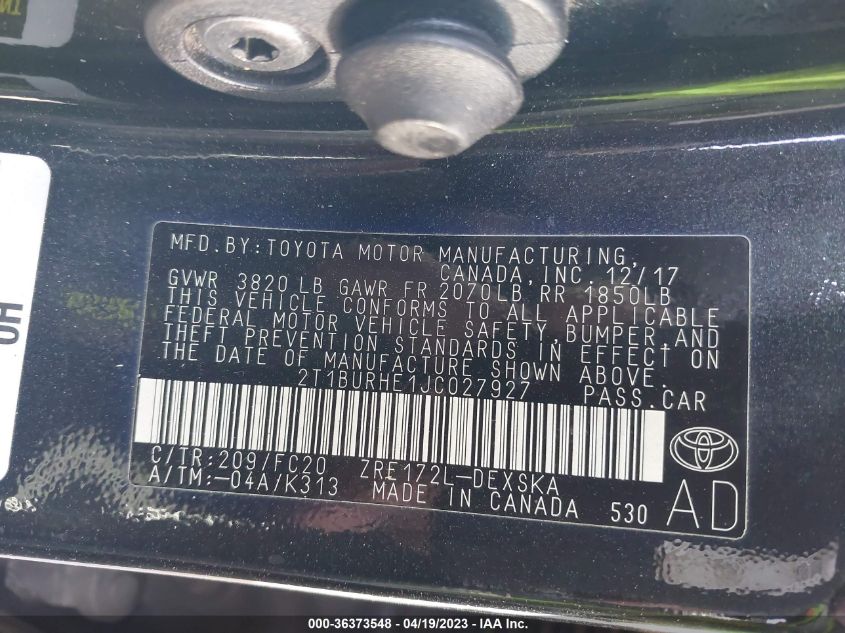 MFD.BY:TOYOTA MOTOR MANUFACTURING,
CANADA,INC. 12/17
GVWR 3820 LB GAWR FR 2070LB RR 1850LB
THIS VEHICLE CONFORMS TO ALL APPLICABLE
FEDERAL MOTOR VEHICLE SAFETY, BUMPER, AND
THEFT PREVENTION STANDARDS IN EFFECT ON
THE DATE OF MANUFACTURE SHOWN ABOVE.
2T1BURHE1JC027927 PASS.CAR
C/TR:209/FC20 ZRE172L-DEXSKA
A/TM:-04A/K313 MADE IN CANADA 530
AD
000-36373548 - 04/19/2023 - IAA Inc.